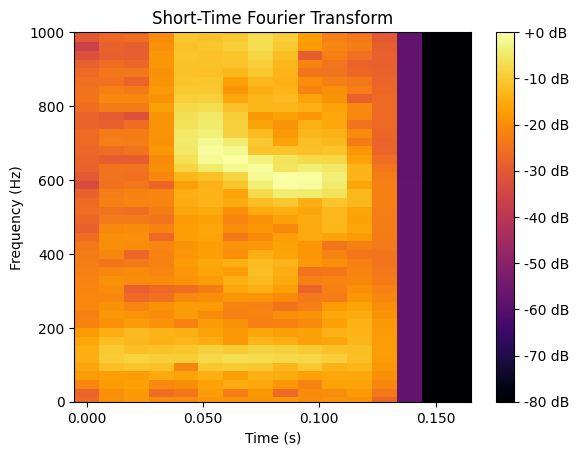 Short-Time Fourier Transform
1000
800
600
400
200
0
Frequency (Hz)
0.000
0.050
0.100
0.150
Time (s)
+0 dB
-10 dB
-20 dB
-30 dB
-40 dB
-50 dB
-60 dB
-70 dB
-80 dB